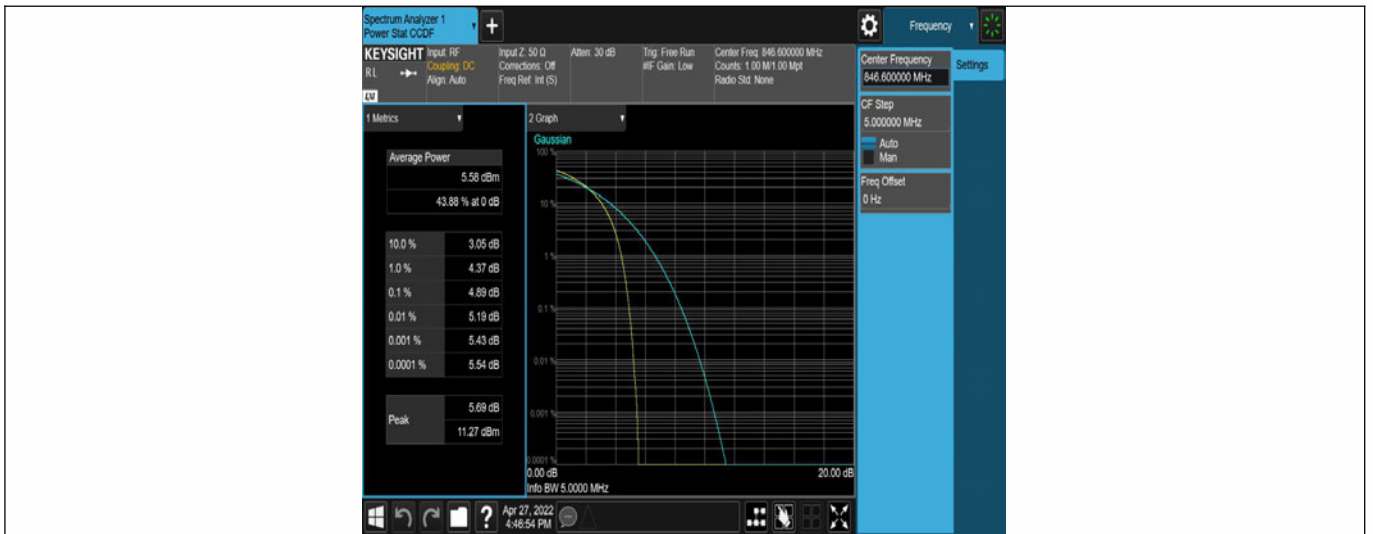 Spectrum Analyzer 1
Power Stat CCDF
Frequency
KEYSIGHT
RL
LXI
Input: RF
Coupling: DC
Align: Auto
Input Z: 50 Ω
Corrections: Off
Freq Ref: Int (S)
Atten: 30 dB
Trig: Free Run
#IF Gain: Low
Center Freq: 846.600000 MHz
Counts: 1.00 M/1.00 Mpt
Radio Std: None
Center Frequency
846.600000 MHz
Settings
CF Step
5.000000 MHz
Auto
Man
Freq Offset
0 Hz
1 Metrics
Average Power
5.58 dBm
43.88 % at 0 dB
10.0 % 3.05 dB
1.0 % 4.37 dB
0.1 % 4.89 dB
0.01 % 5.19 dB
0.001 % 5.43 dB
0.0001 % 5.54 dB
Peak
5.69 dB
11.27 dBm
2 Graph
Gaussian
100 %
10 %
1 %
0.1 %
0.01 %
0.001 %
0.0001 %
0.00 dB
20.00 dB
Info BW 5.0000 MHz
?
Apr 27, 2022
4:46:54 PM